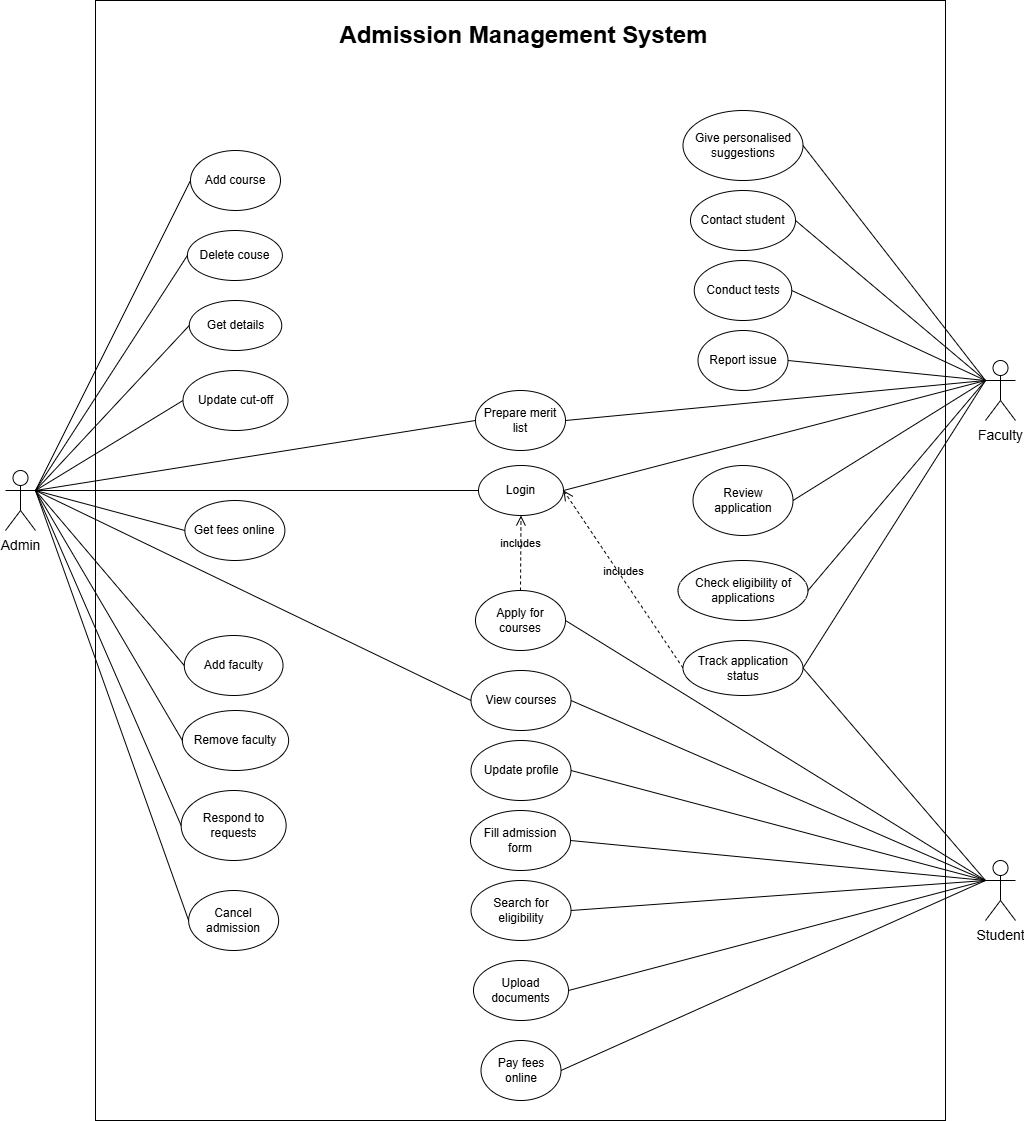 Admission Management System
Give personalised
suggestions
Add course
Contact student
Delete couse
Conduct tests
Get details
Report issue
Update cut-off
Prepare merit
list
Faculty
Login
Review
application
Get fees online
Admin
includes
includes
Check eligibility of
applications
Apply for
courses
Add faculty
Track application
status
View courses
Remove faculty
Update profile
Respond to
requests
Fill admission
form
Search for
eligibility
Cancel
admission
Student
Upload
documents
Pay fees
online